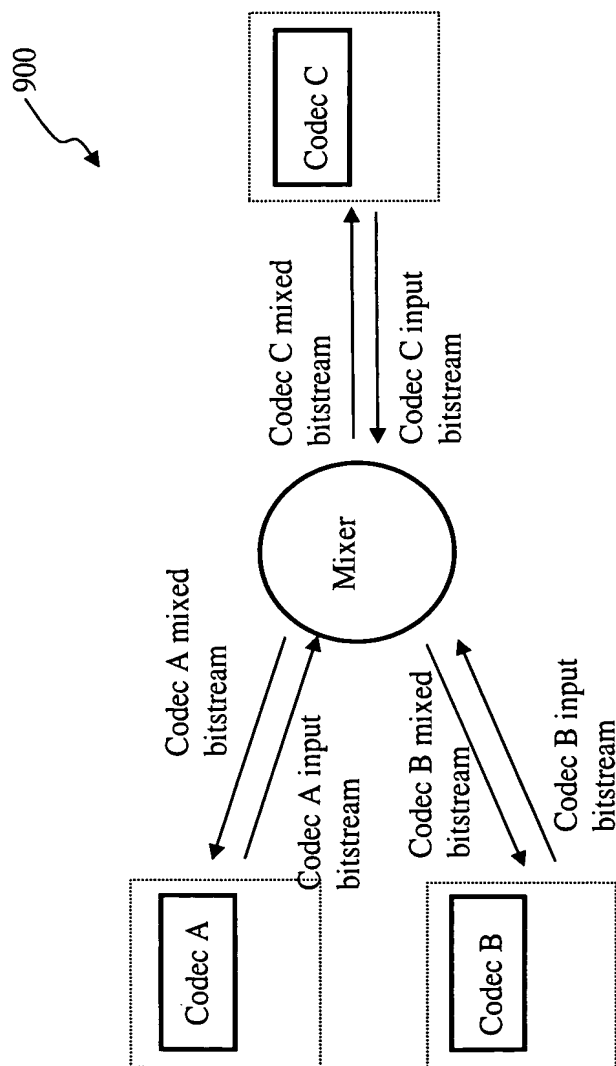 900
Codec A
Codec A mixed
bitstream
Codec A input
bitstream
Mixer
Codec C mixed
bitstream
Codec C input
bitstream
Codec C
Codec B mixed
bitstream
Codec B input
bitstream
Codec B